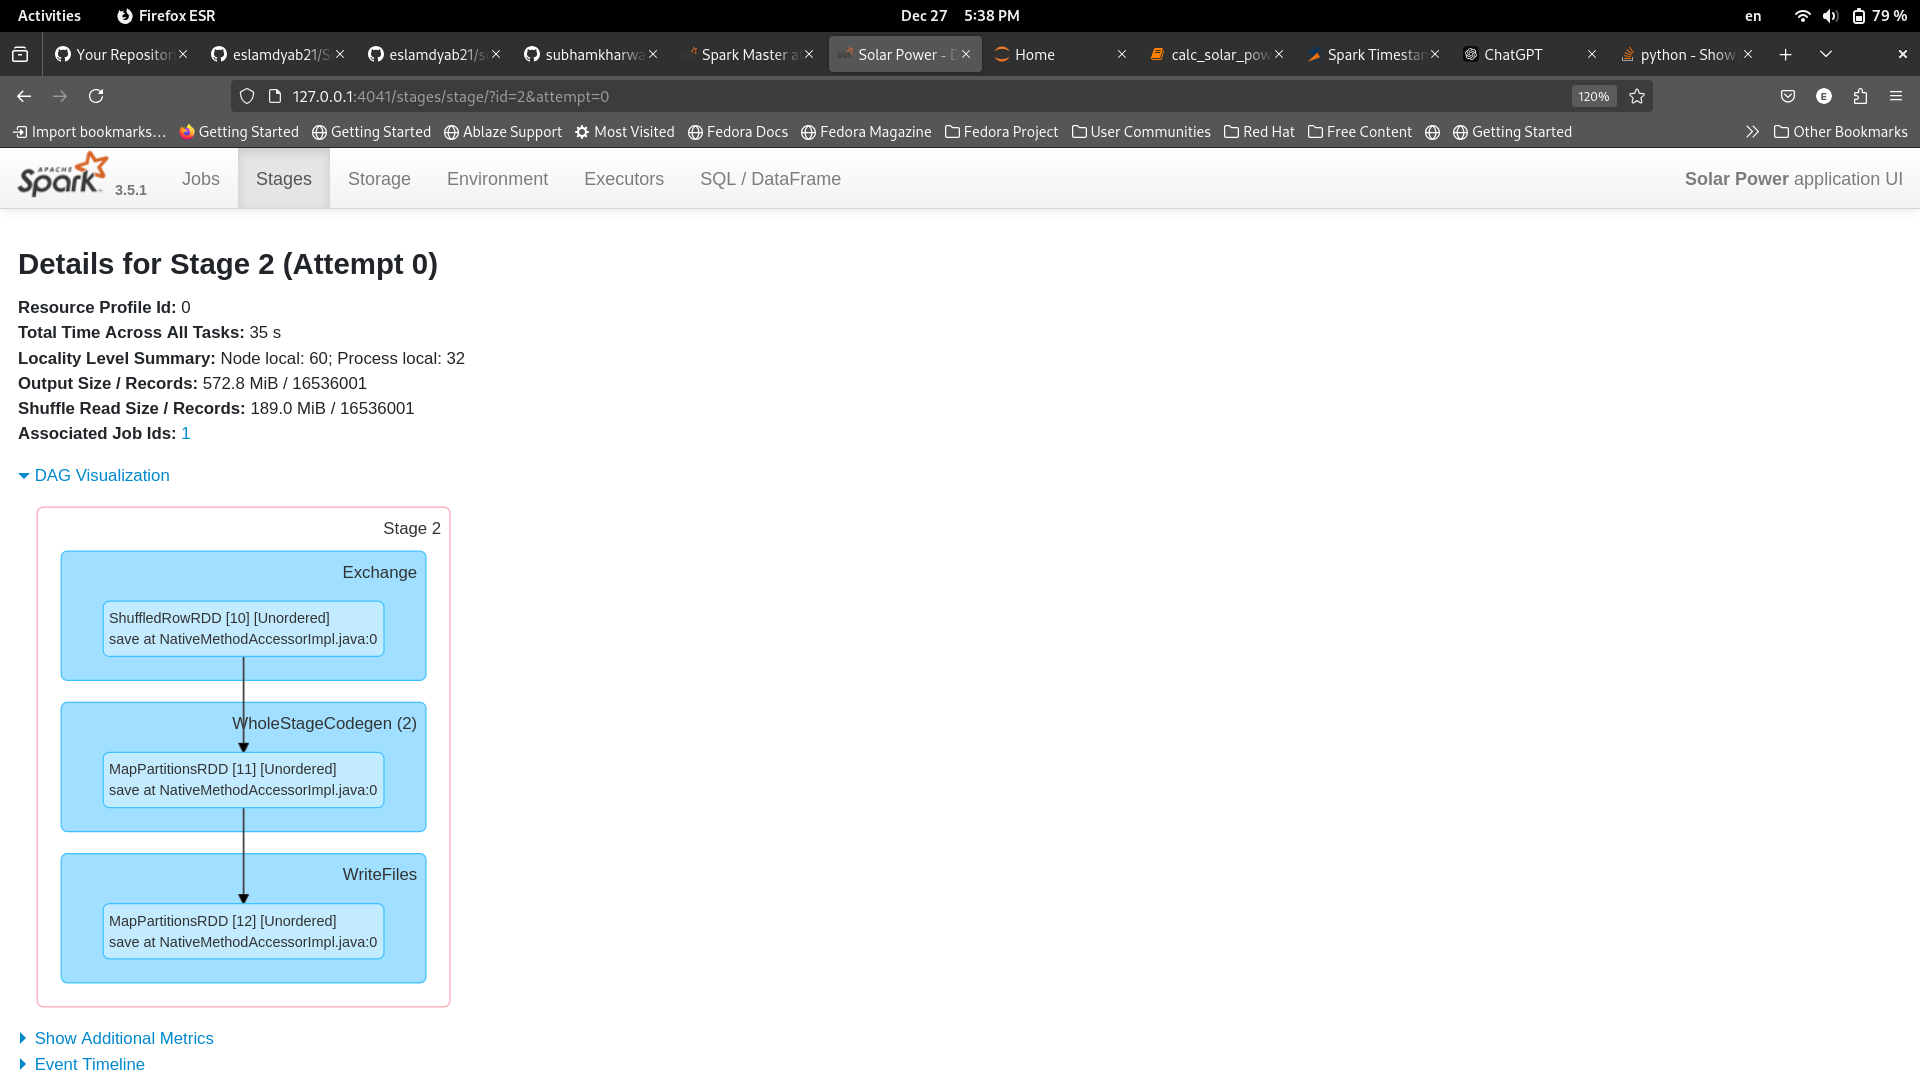 Activities Firefox ESR Dec 27 5:38 PM en 79 %
Your Repositor eslamdyab21/S eslamdyab21/s subhamkharwa Spark Master a Solar Power - D Home calc_solar_pow Spark Timestan ChatGPT python - Show
127.0.0.1:4041/stages/stage/?id=2&attempt=0 120% E
Import bookmarks… Getting Started Getting Started Ablaze Support Most Visited Fedora Docs Fedora Magazine Fedora Project User Communities Red Hat Free Content Getting Started Other Bookmarks
APACHE Spark 3.5.1 Jobs Stages Storage Environment Executors SQL / DataFrame Solar Power application UI
Details for Stage 2 (Attempt 0)
Resource Profile Id: 0
Total Time Across All Tasks: 35 s
Locality Level Summary: Node local: 60; Process local: 32
Output Size / Records: 572.8 MiB / 16536001
Shuffle Read Size / Records: 189.0 MiB / 16536001
Associated Job Ids: 1
DAG Visualization
Stage 2
Exchange
ShuffledRowRDD [10] [Unordered]
save at NativeMethodAccessorImpl.java:0
WholeStageCodegen (2)
MapPartitionsRDD [11] [Unordered]
save at NativeMethodAccessorImpl.java:0
WriteFiles
MapPartitionsRDD [12] [Unordered]
save at NativeMethodAccessorImpl.java:0
Show Additional Metrics
Event Timeline